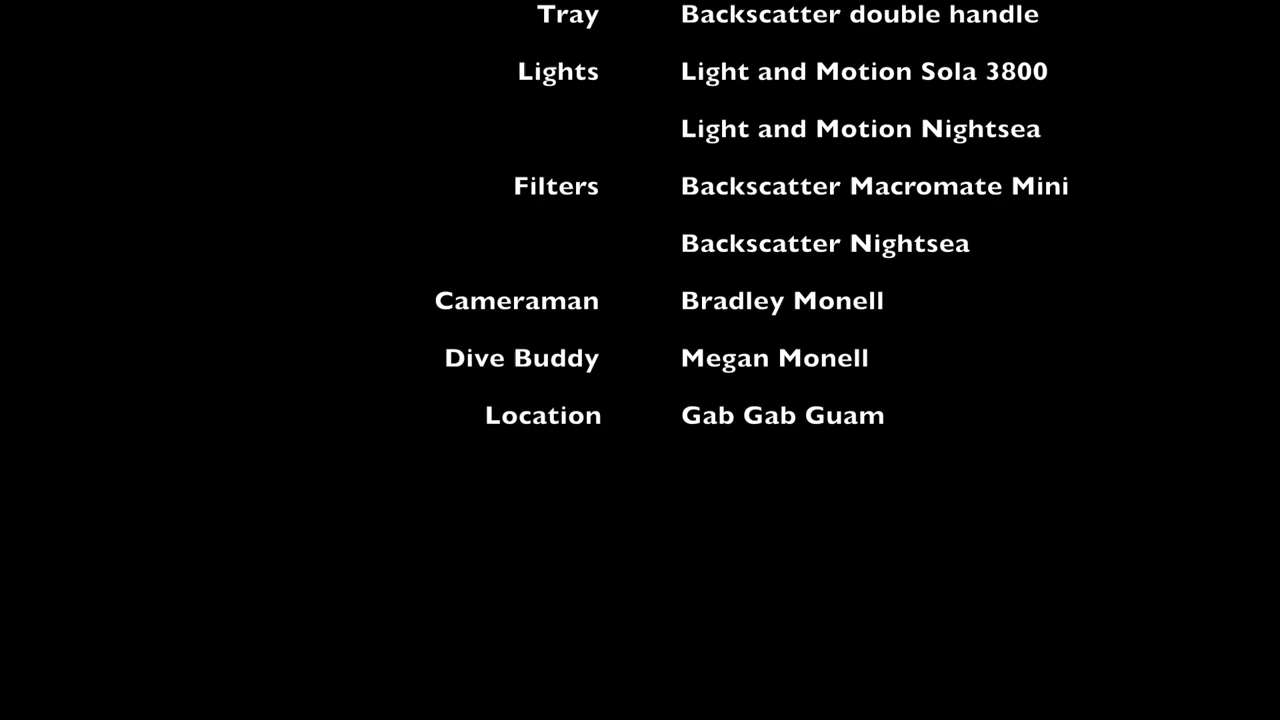 Tray Backscatter double handle
Lights Light and Motion Sola 3800
Light and Motion Nightsea
Filters Backscatter Macromate Mini
Backscatter Nightsea
Cameraman Bradley Monell
Dive Buddy Megan Monell
Location Gab Gab Guam